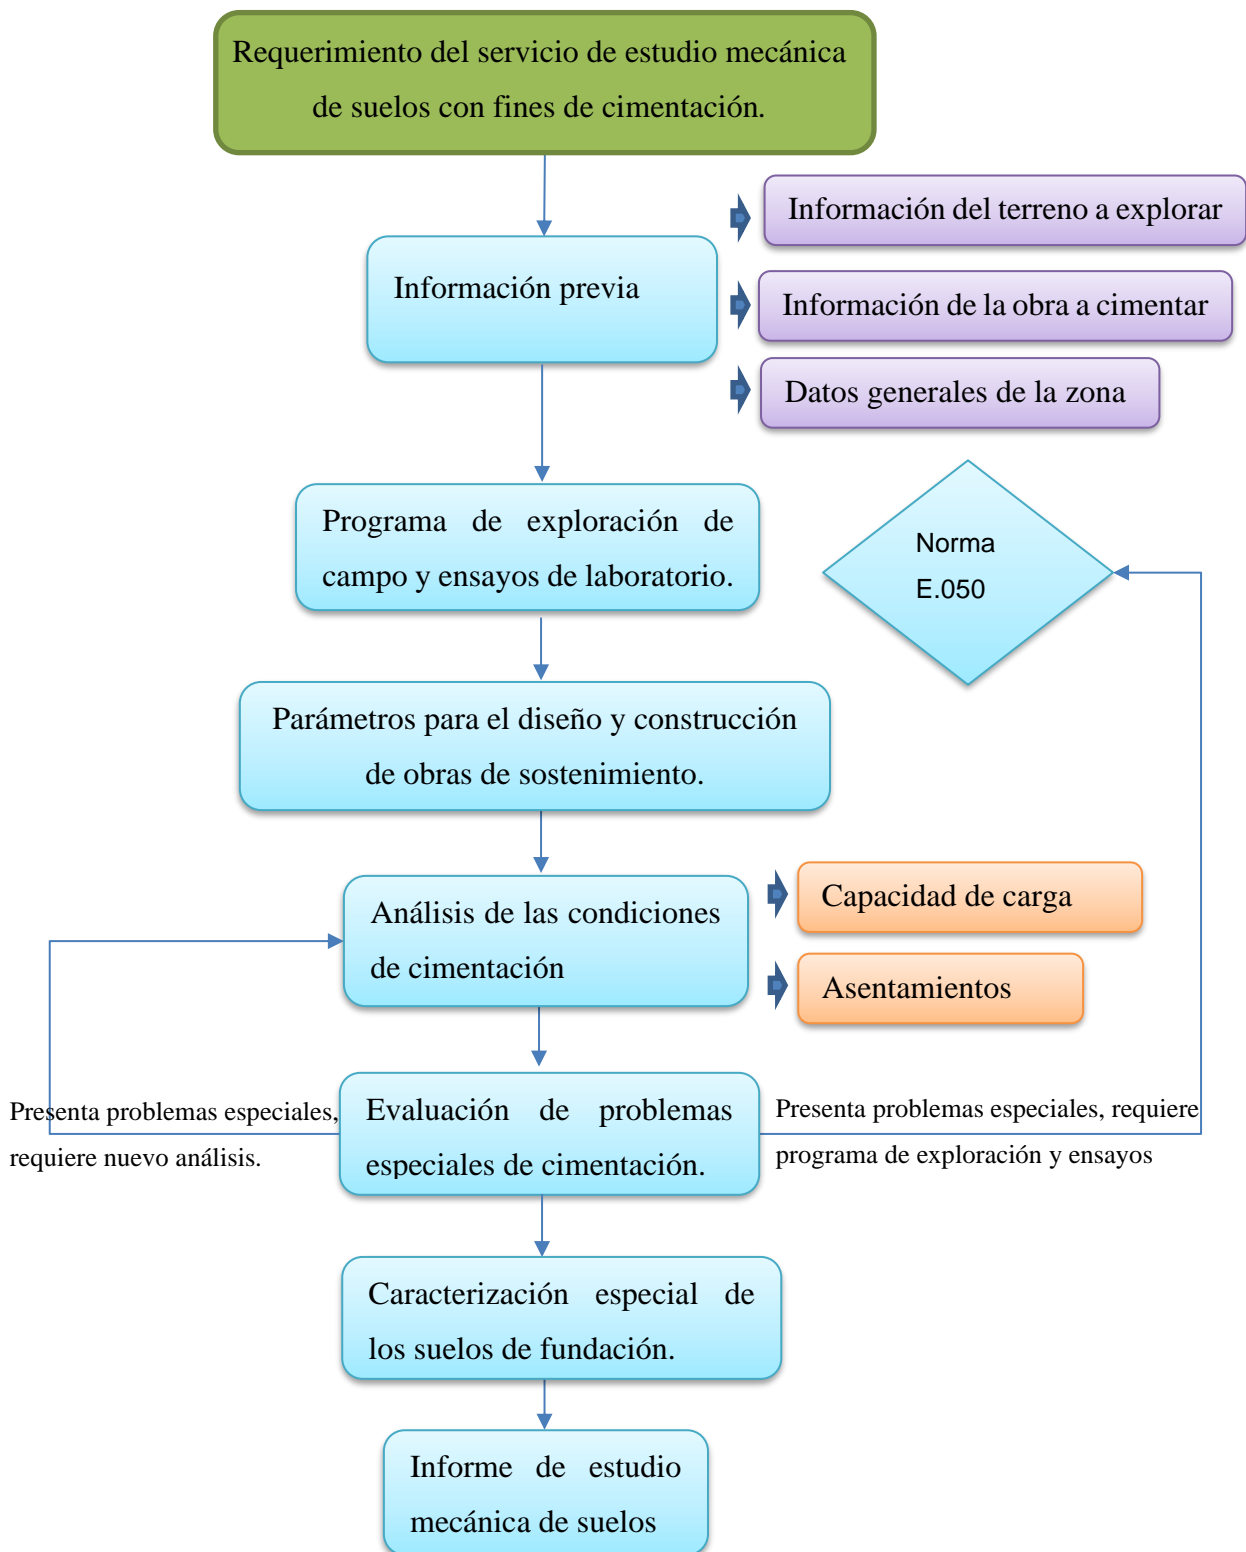 Requerimiento del servicio de estudio mecánica
de suelos con fines de cimentación.
Información previa
Información del terreno a explorar
Información de la obra a cimentar
Datos generales de la zona
Programa de exploración de
campo y ensayos de laboratorio.
Norma
E.050
Parámetros para el diseño y construcción
de obras de sostenimiento.
Análisis de las condiciones
de cimentación
Capacidad de carga
Asentamientos
Presenta problemas especiales,
requiere nuevo análisis.
Evaluación de problemas
especiales de cimentación.
Presenta problemas especiales, requiere
programa de exploración y ensayos
Caracterización especial de
los suelos de fundación.
Informe de estudio
mecánica de suelos